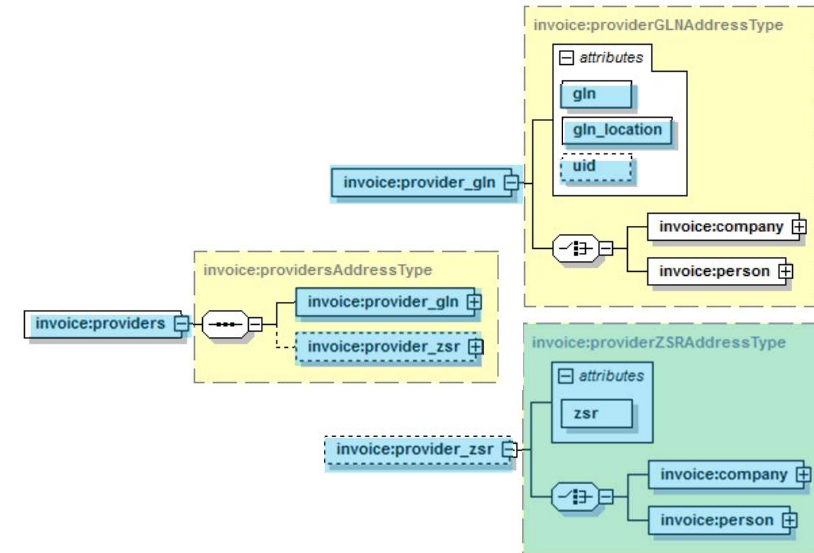 invoice:providerGLNAddressType
attributes
gln
gln_location
uid
invoice:provider_gln
invoice:company
invoice:person
invoice:providersAddressType
invoice:provider_gln
invoice:providers
invoice:provider_zsr
invoice:providerZSRAddressType
attributes
zsr
invoice:provider_zsr
invoice:company
invoice:person